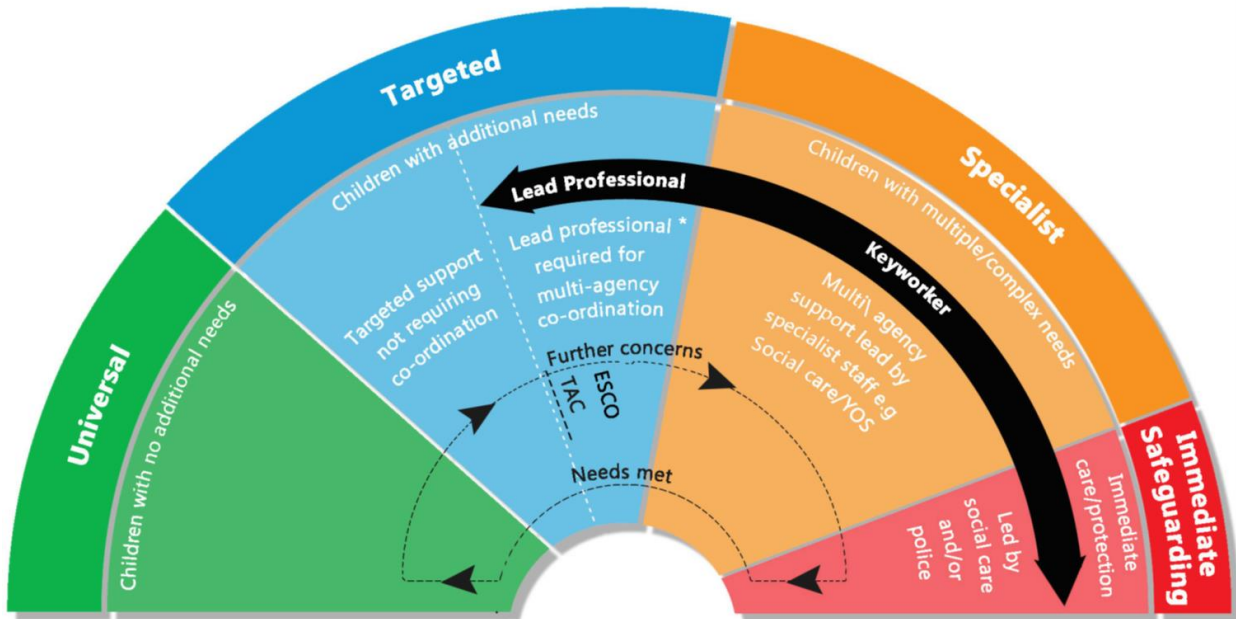 Universal
Children with no additional needs
Targeted
Children with additional needs
Targeted support
not requiring
co-ordination
Lead Professional
Lead professional *
required for
multi-agency
co-ordination
Further concerns
TAC
ESCO
Needs met
Specialist
Children with multiple/complex needs
Keyworker
Multi\ agency
support lead by
specialist staff e.g
Social care/YOS
Immediate
Safeguarding
Immediate
care/protection
Led by
social care
and/or
police